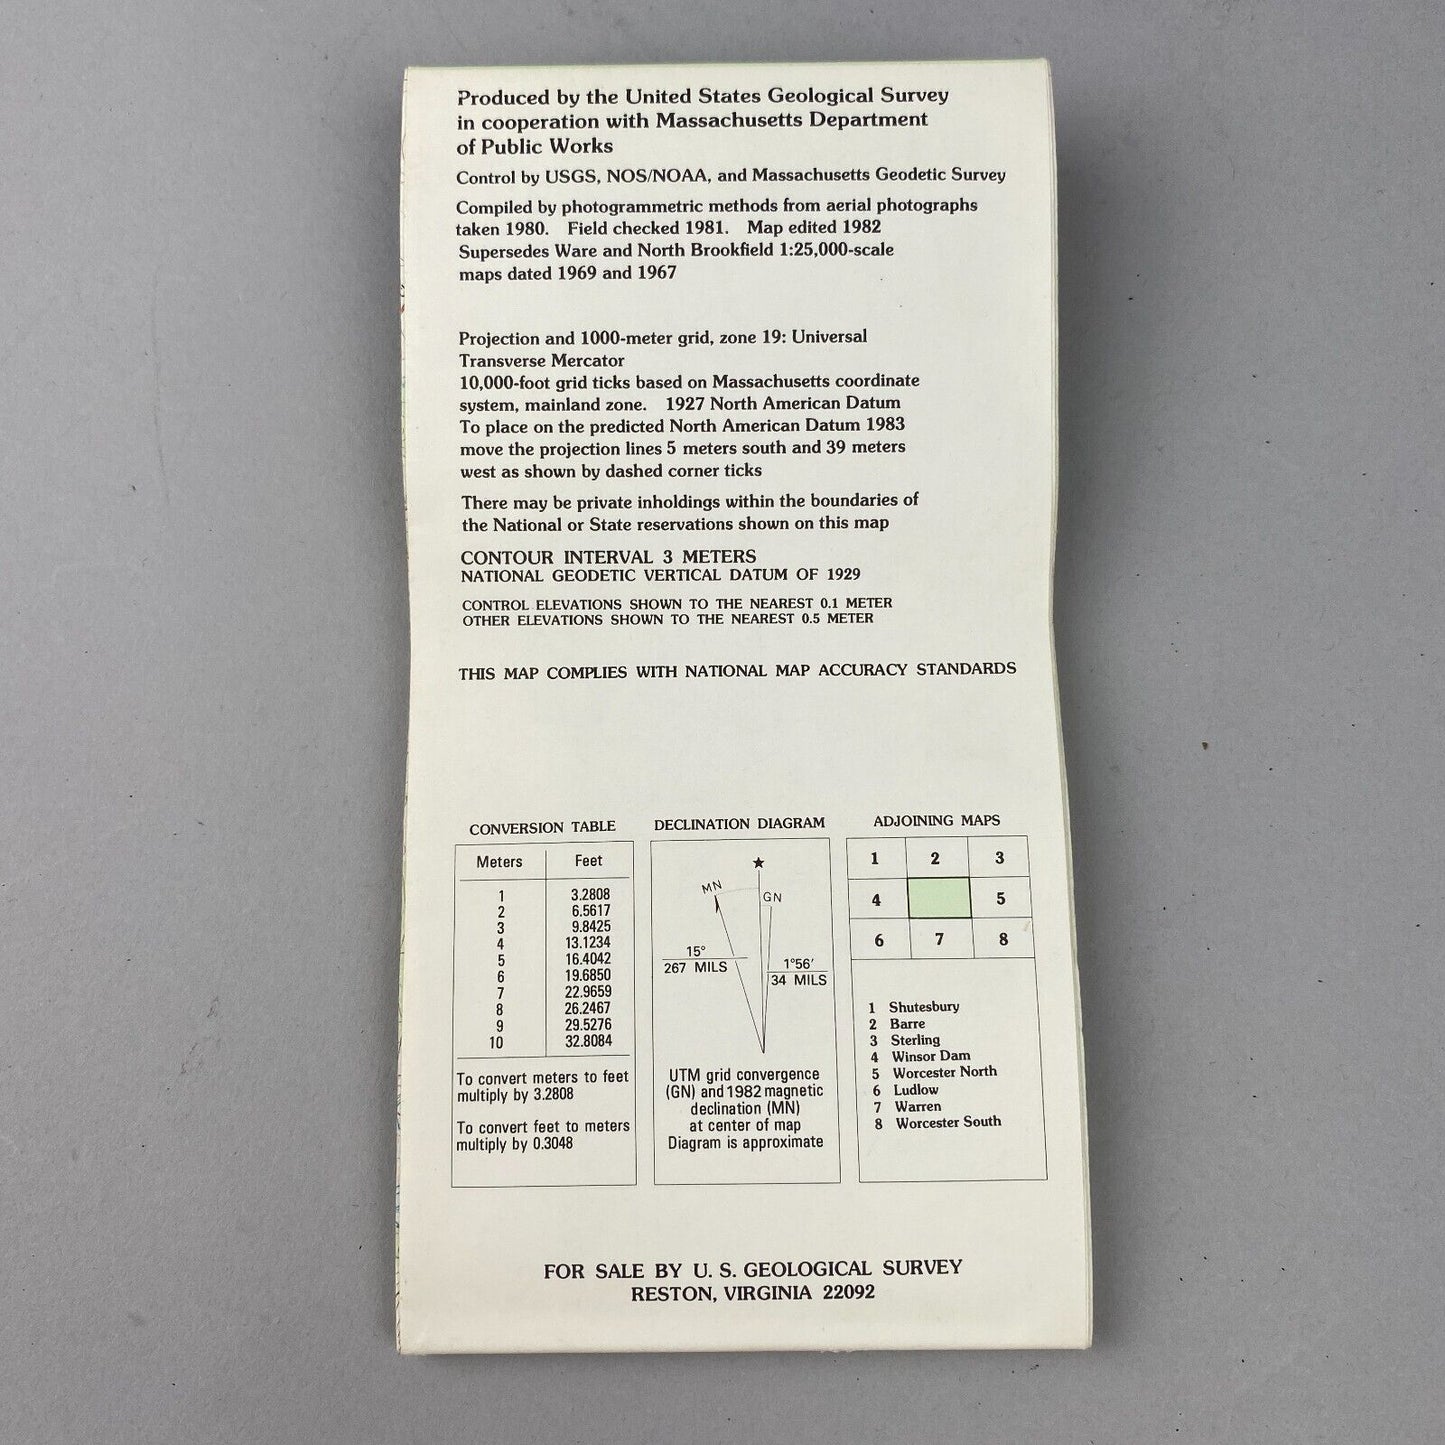 Produced by the United States Geological Survey
in cooperation with Massachusetts Department
of Public Works
Control by USGS, NOS/NOAA, and Massachusetts Geodetic Survey
Compiled by photogrammetric methods from aerial photographs
taken 1980. Field checked 1981. Map edited 1982
Supersedes Ware and North Brookfield 1:25,000-scale
maps dated 1969 and 1967
Projection and 1000-meter grid, zone 19: Universal
Transverse Mercator
10,000-foot grid ticks based on Massachusetts coordinate
system, mainland zone. 1927 North American Datum
To place on the predicted North American Datum 1983
move the projection lines 5 meters south and 39 meters
west as shown by dashed corner ticks
There may be private inholdings within the boundaries of
the National or State reservations shown on this map
CONTOUR INTERVAL 3 METERS
NATIONAL GEODETIC VERTICAL DATUM OF 1929
CONTROL ELEVATIONS SHOWN TO THE NEAREST 0.1 METER
OTHER ELEVATIONS SHOWN TO THE NEAREST 0.5 METER
THIS MAP COMPLIES WITH NATIONAL MAP ACCURACY STANDARDS
CONVERSION TABLE
Meters Feet
1 3.2808
2 6.5617
3 9.8425
4 13.1234
5 16.4042
6 19.6850
7 22.9659
8 26.2467
9 29.5276
10 32.8084
To convert meters to feet
multiply by 3.2808
To convert feet to meters
multiply by 0.3048
DECLINATION DIAGRAM
★
MN
GN
15°
267 MILS
1°56′
34 MILS
UTM grid convergence
(GN) and 1982 magnetic
declination (MN)
at center of map
Diagram is approximate
ADJOINING MAPS
1 2 3
4 5
6 7 8
1 Shutesbury
2 Barre
3 Sterling
4 Winsor Dam
5 Worcester North
6 Ludlow
7 Warren
8 Worcester South
FOR SALE BY U. S. GEOLOGICAL SURVEY
RESTON, VIRGINIA 22092